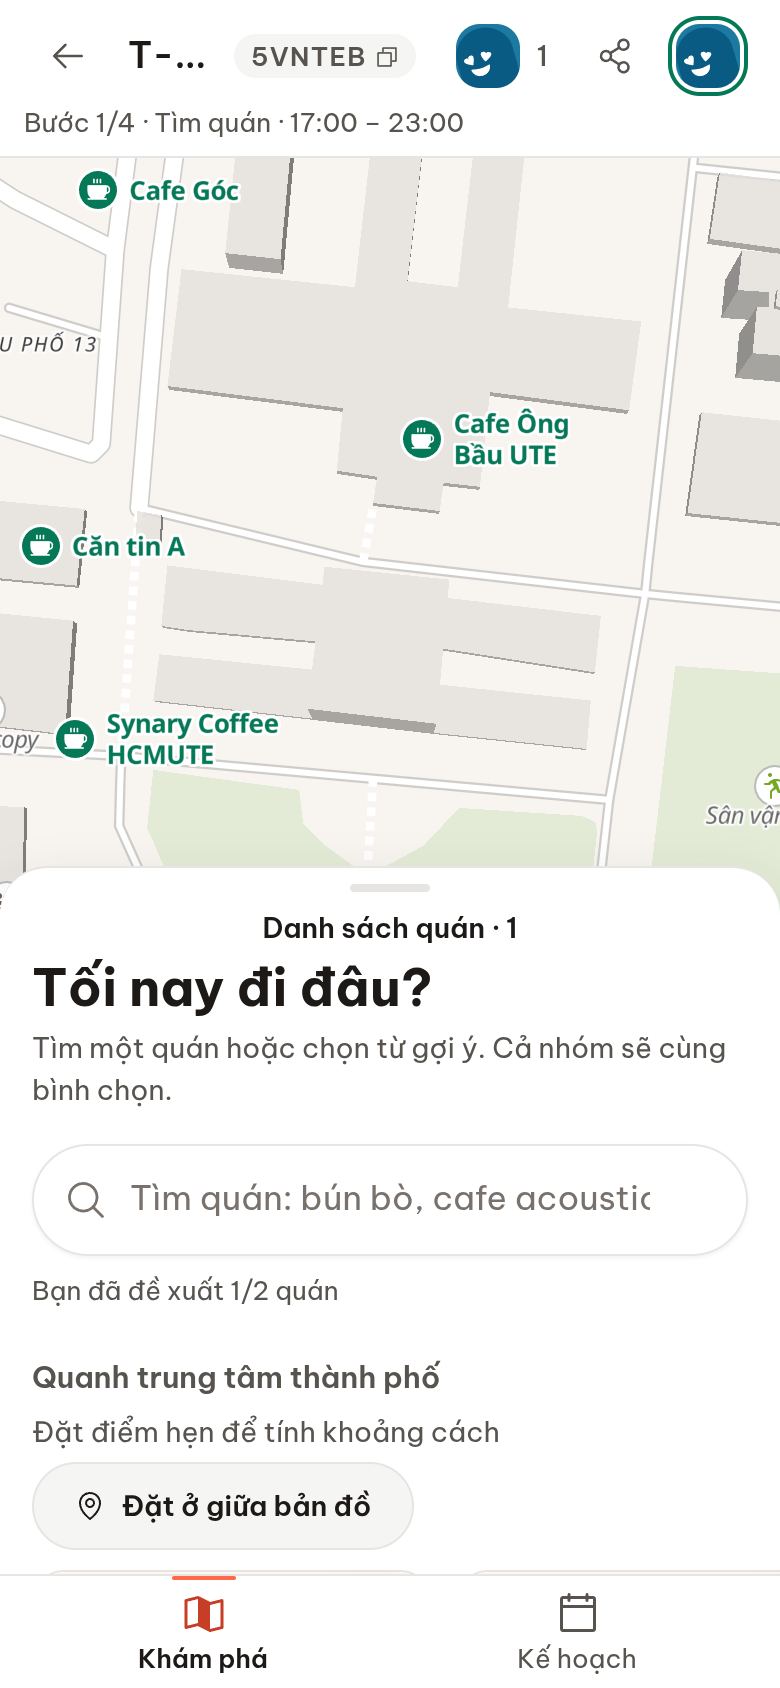 T-...
5VNTEB
1
Bước 1/4 · Tìm quán · 17:00 – 23:00
Cafe Góc
U PHỐ 13
Cafe Ông
Bầu UTE
Căn tin A
Synary Coffee
HCMUTE
copy
Sân vận
Danh sách quán · 1
Tối nay đi đâu?
Tìm một quán hoặc chọn từ gợi ý. Cả nhóm sẽ cùng
bình chọn.
Tìm quán: bún bò, cafe acoustic
Bạn đã đề xuất 1/2 quán
Quanh trung tâm thành phố
Đặt điểm hẹn để tính khoảng cách
Đặt ở giữa bản đồ
Khám phá
Kế hoạch